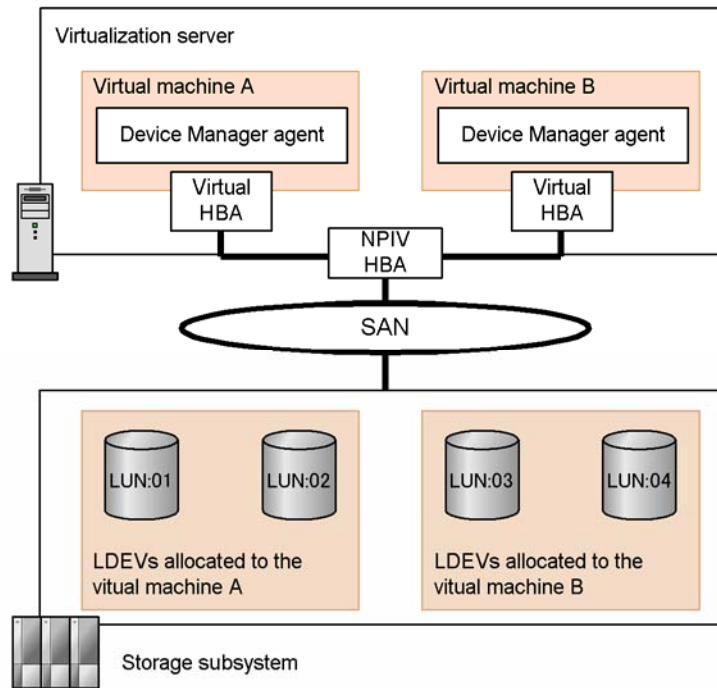 Virtualization server
Virtual machine A
Virtual machine B
Device Manager agent
Device Manager agent
Virtual
HBA
Virtual
HBA
NPIV
HBA
SAN
LUN:01
LUN:02
LUN:03
LUN:04
LDEVs allocated to the
vitual machine A
LDEVs allocated to the
vitual machine B
Storage subsystem